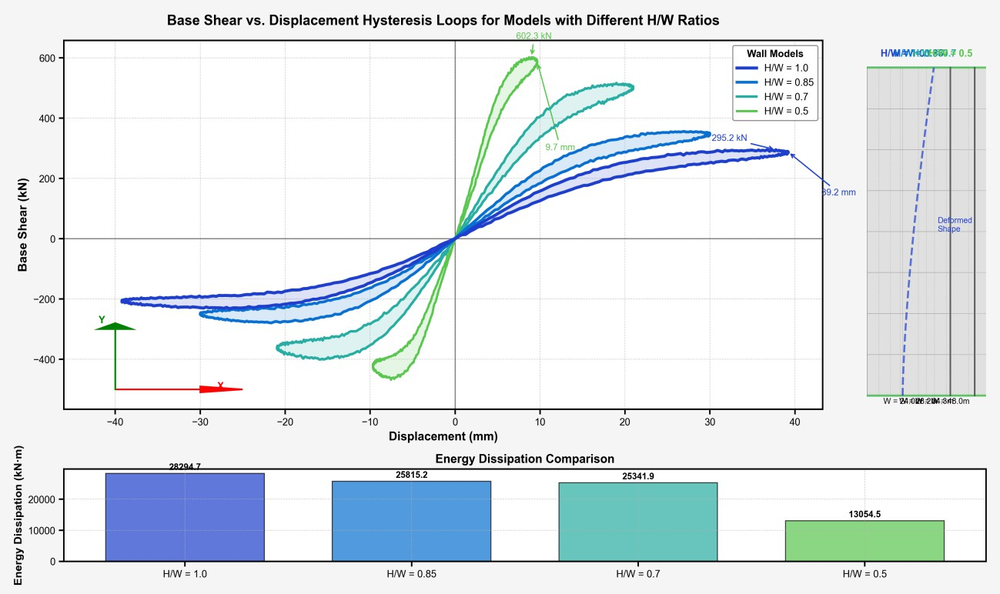 Base Shear vs. Displacement Hysteresis Loops for Models with Different H/W Ratios
602.3 kN
Wall Models
H/W = 1.0
H/W = 0.85
H/W = 0.7
H/W = 0.5
9.7 mm
295.2 kN
39.2 mm
Base Shear (kN)
600
400
200
0
−200
−400
Y
X
−40
−30
−20
−10
0
10
20
30
40
Displacement (mm)
Deformed
Shape
Energy Dissipation Comparison
Energy Dissipation (kN·m)
20000
10000
0
28294.7
25815.2
25341.9
13054.5
H/W = 1.0
H/W = 0.85
H/W = 0.7
H/W = 0.5